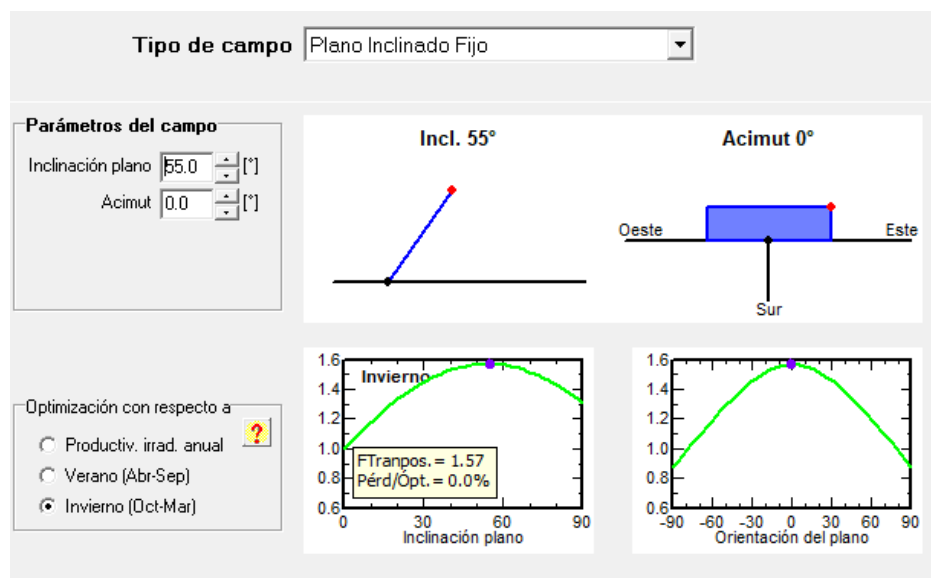 Tipo de campo Plano Inclinado Fijo
Parámetros del campo
Inclinación plano 55.0 [°]
Acimut 0.0 [°]
Incl. 55°
Acimut 0°
Oeste Este
Sur
Optimización con respecto a
?
Productiv. irrad. anual
Verano (Abr-Sep)
Invierno (Oct-Mar)
1.6
1.4
1.2
1.0
0.8
0.6
Invierno
FTranpos.= 1.57
Pérd/Ópt.= 0.0%
0 30 60 90
Inclinación plano
1.6
1.4
1.2
1.0
0.8
0.6
-90 -60 -30 0 30 60 90
Orientación del plano